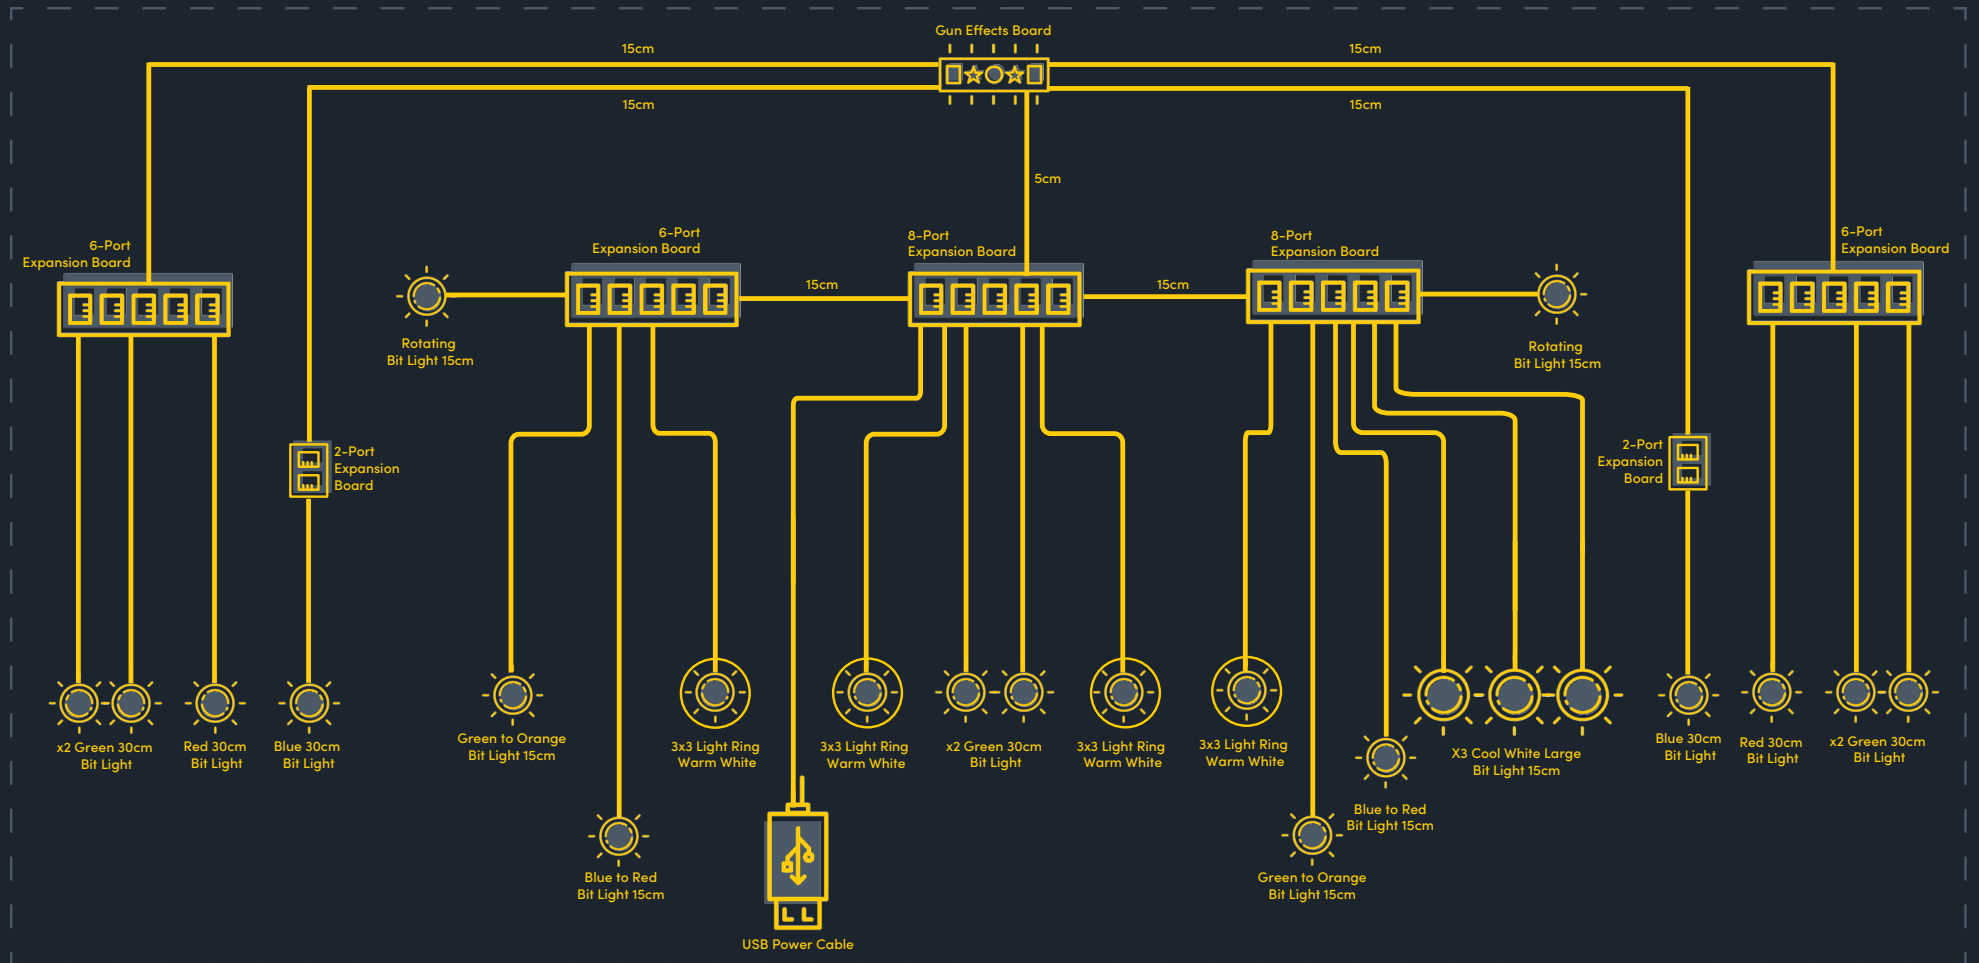 Gun Effects Board
15cm
15cm
15cm
15cm
5cm
6-Port
Expansion Board
6-Port
Expansion Board
8-Port
Expansion Board
8-Port
Expansion Board
6-Port
Expansion Board
15cm
15cm
Rotating
Bit Light 15cm
Rotating
Bit Light 15cm
2-Port
Expansion
Board
2-Port
Expansion
Board
x2 Green 30cm
Bit Light
Red 30cm
Bit Light
Blue 30cm
Bit Light
Green to Orange
Bit Light 15cm
3x3 Light Ring
Warm White
3x3 Light Ring
Warm White
x2 Green 30cm
Bit Light
3x3 Light Ring
Warm White
3x3 Light Ring
Warm White
X3 Cool White Large
Bit Light 15cm
Blue 30cm
Bit Light
Red 30cm
Bit Light
x2 Green 30cm
Bit Light
Blue to Red
Bit Light 15cm
Blue to Red
Bit Light 15cm
Green to Orange
Bit Light 15cm
USB Power Cable